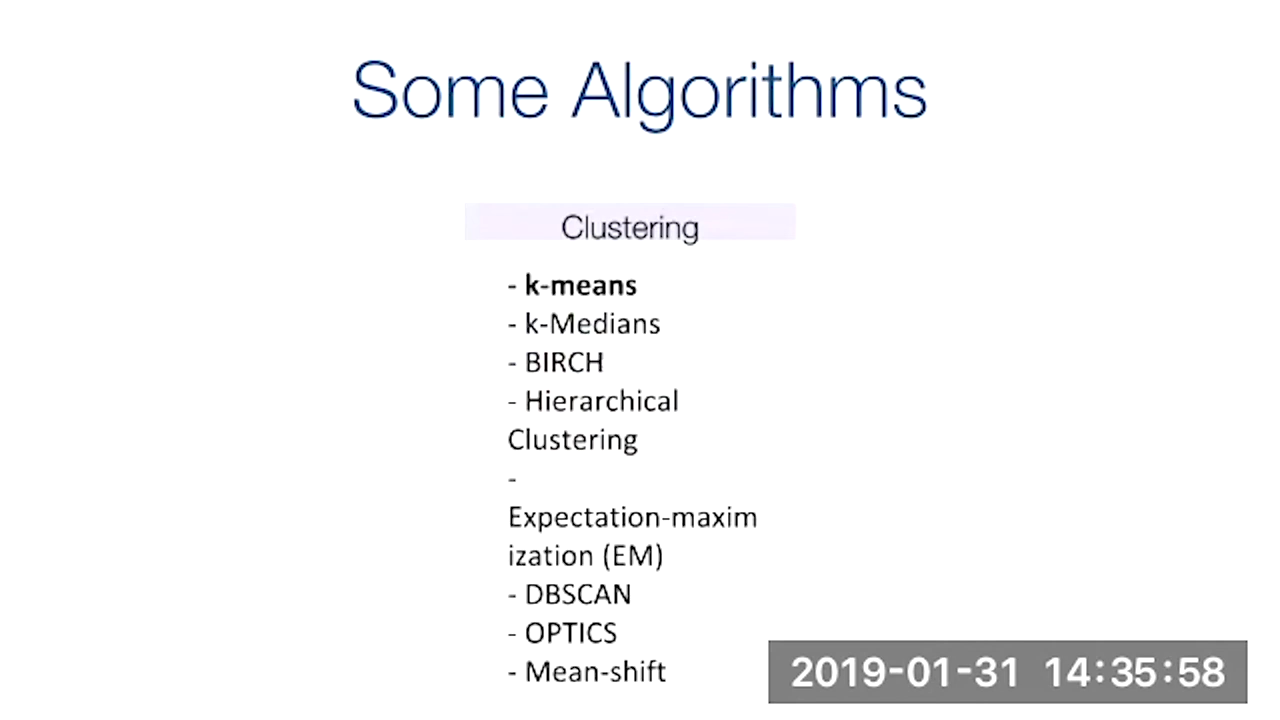 Some Algorithms
Clustering
- k-means
- k-Medians
- BIRCH
- Hierarchical
Clustering
-
Expectation-maxim
ization (EM)
- DBSCAN
- OPTICS
- Mean-shift
2019-01-31 14:35:58